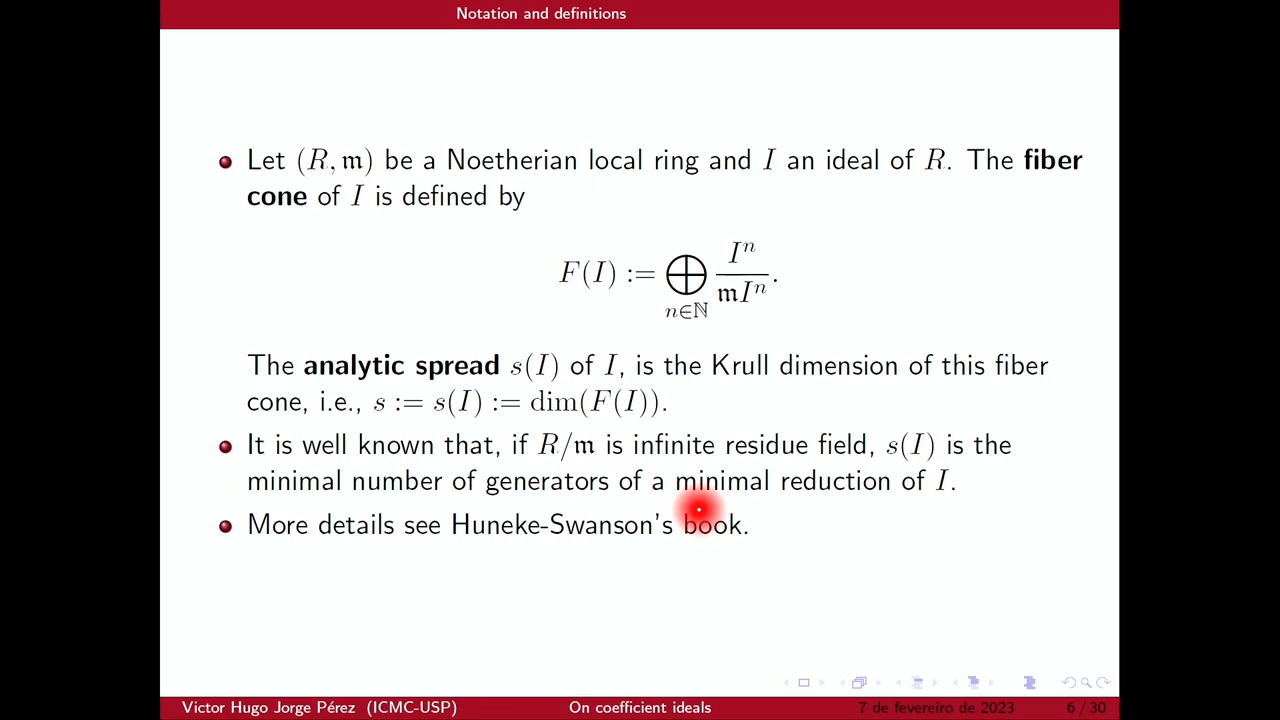 Notation and definitions
Let (R, 𝔪) be a Noetherian local ring and I an ideal of R. The fiber
cone of I is defined by
F(I) := ⨁_{n∈ℕ} I^n / 𝔪I^n.
The analytic spread s(I) of I, is the Krull dimension of this fiber
cone, i.e., s := s(I) := dim(F(I)).
It is well known that, if R/𝔪 is infinite residue field, s(I) is the
minimal number of generators of a minimal reduction of I.
More details see Huneke-Swanson's book.
Victor Hugo Jorge Pérez (ICMC-USP) On coefficient ideals 7 de fevereiro de 2023 6 / 30